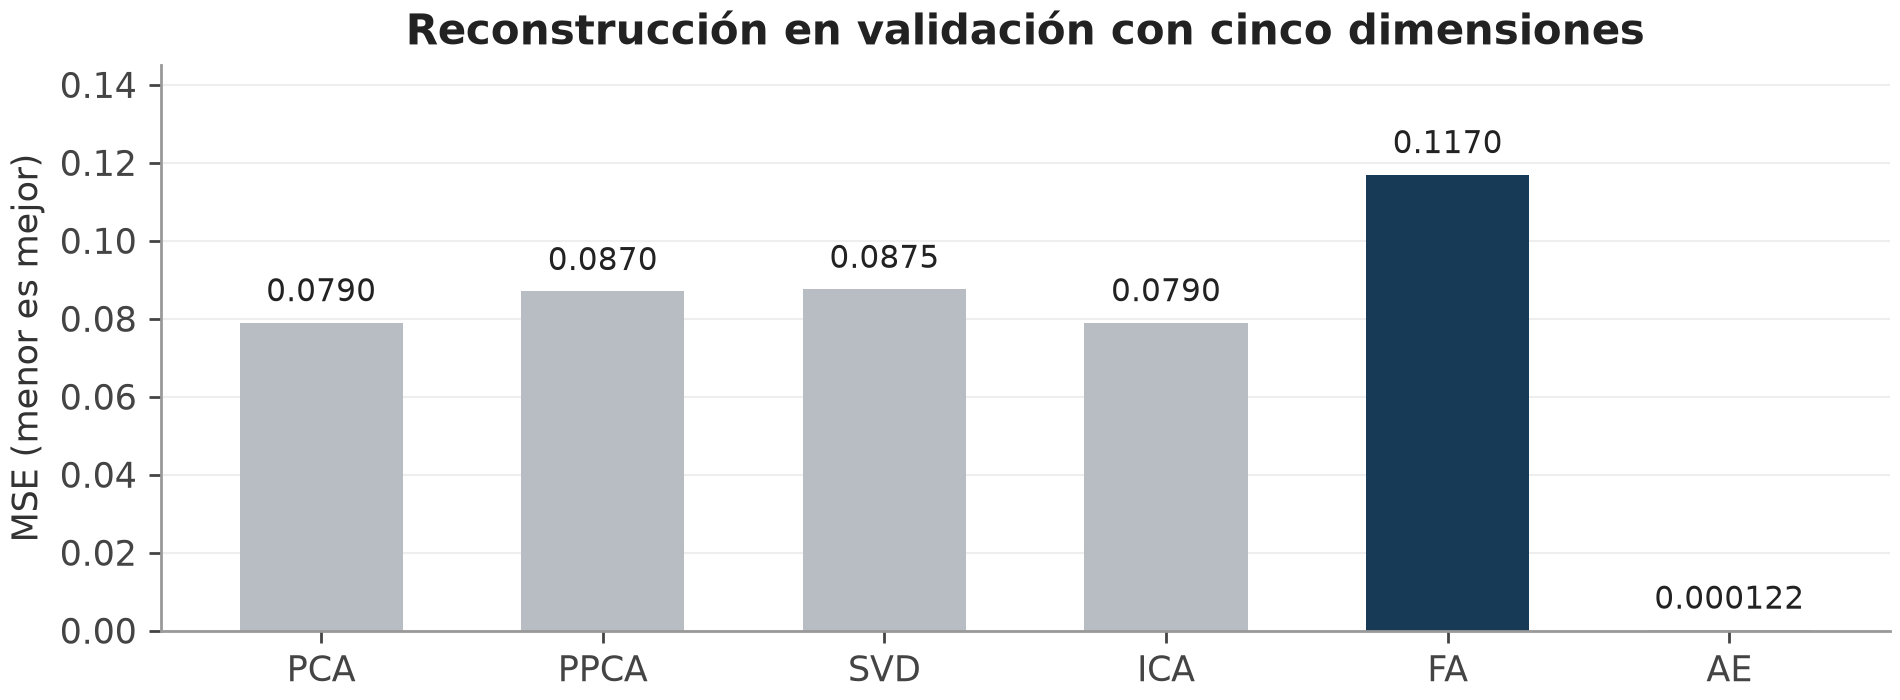 Reconstrucción en validación con cinco dimensiones
MSE (menor es mejor)
0.14
0.12
0.10
0.08
0.06
0.04
0.02
0.00
0.0790
0.0870
0.0875
0.0790
0.1170
0.000122
PCA
PPCA
SVD
ICA
FA
AE